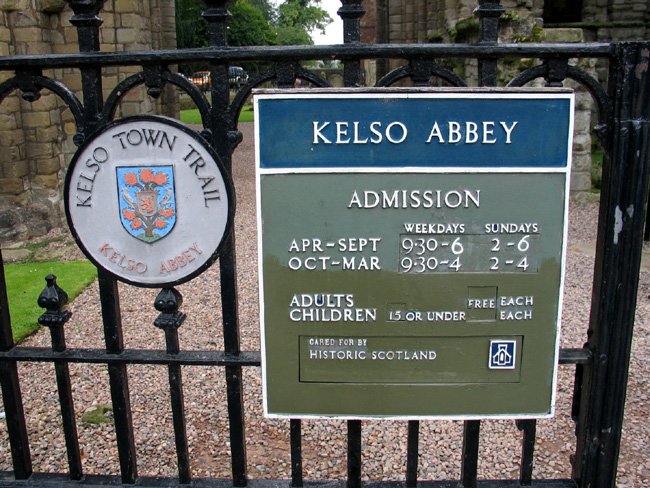 KELSO TOWN TRAIL
KELSO ABBEY
KELSO ABBEY
ADMISSION
WEEKDAYS SUNDAYS
APR-SEPT 9·30-6 2-6
OCT-MAR 9·30-4 2-4
ADULTS FREE EACH
CHILDREN 15 OR UNDER EACH
CARED FOR BY
HISTORIC SCOTLAND